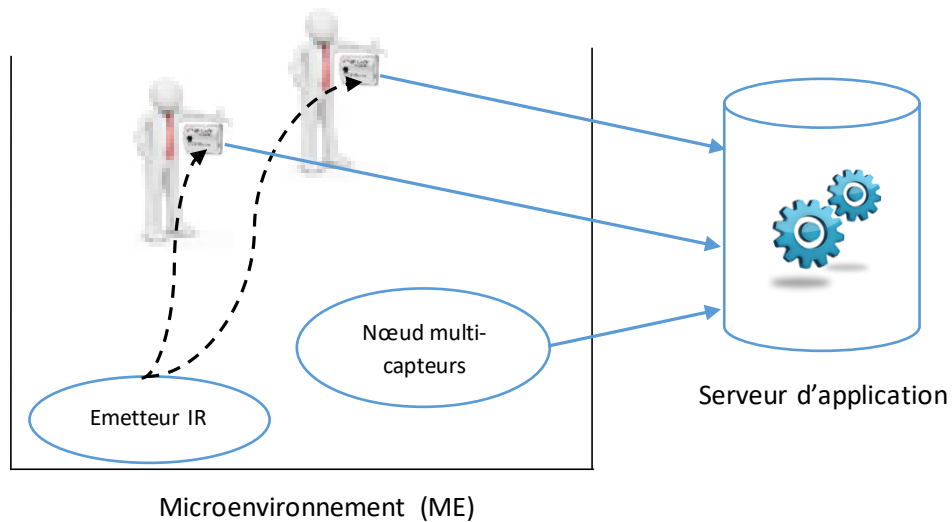 Nœud multi-
capteurs
Emetteur IR
Serveur d'application
Microenvironnement (ME)